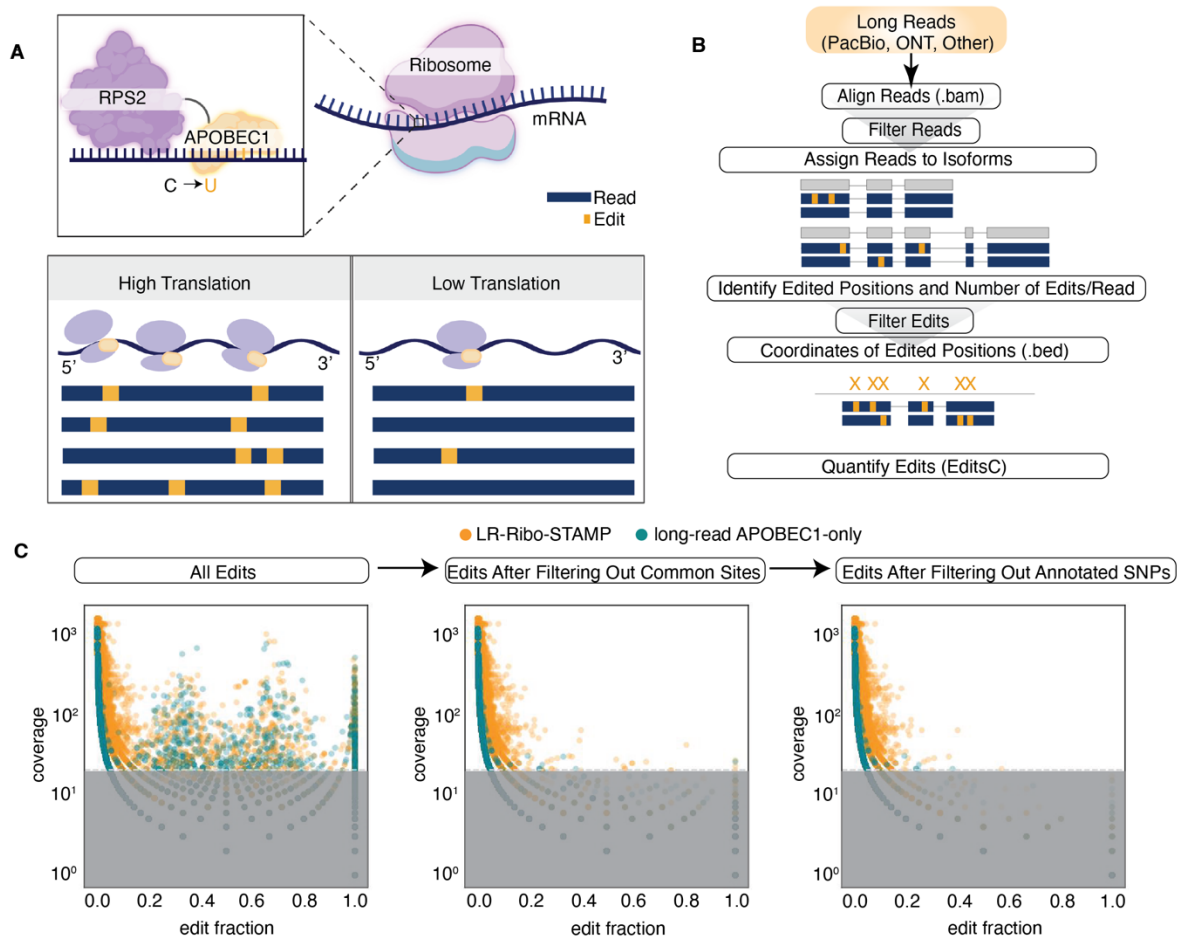 A
RPS2
APOBEC1
C → U
Ribosome
mRNA
Read
Edit
High Translation
Low Translation
5’
3’
5’
3’
B
Long Reads
(PacBio, ONT, Other)
Align Reads (.bam)
Filter Reads
Assign Reads to Isoforms
Identify Edited Positions and Number of Edits/Read
Filter Edits
Coordinates of Edited Positions (.bed)
X XX X XX
Quantify Edits (EditsC)
C
LR-Ribo-STAMP
long-read APOBEC1-only
All Edits
Edits After Filtering Out Common Sites
Edits After Filtering Out Annotated SNPs
coverage
10³
10²
10¹
10⁰
0.0 0.2 0.4 0.6 0.8 1.0
edit fraction
coverage
10³
10²
10¹
10⁰
0.0 0.2 0.4 0.6 0.8 1.0
edit fraction
coverage
10³
10²
10¹
10⁰
0.0 0.2 0.4 0.6 0.8 1.0
edit fraction